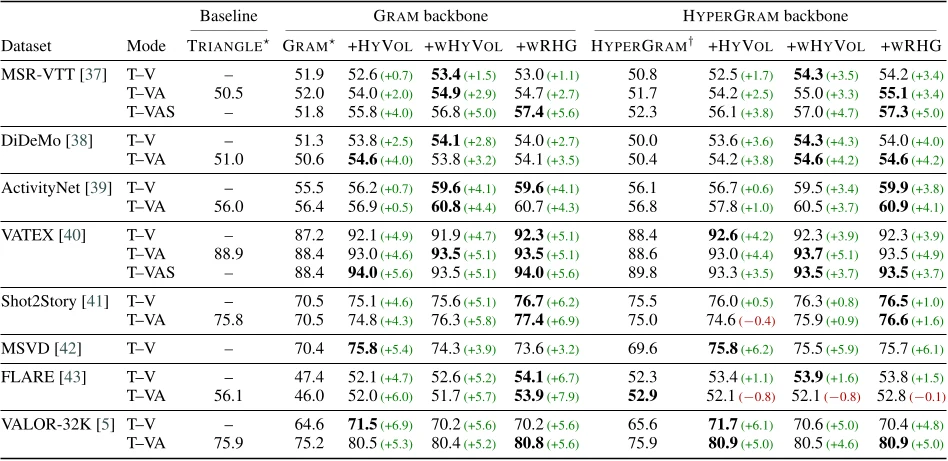 Baseline GRAM backbone HYPERGRAM backbone
Dataset Mode TRIANGLE* GRAM* +HYVOL +WHYVOL +WRHG HYPERGRAM† +HYVOL +WHYVOL +WRHG
MSR-VTT [37] T–V – 51.9 52.6 (+0.7) 53.4 (+1.5) 53.0 (+1.1) 50.8 52.5 (+1.7) 54.3 (+3.5) 54.2 (+3.4)
T–VA 50.5 52.0 54.0 (+2.0) 54.9 (+2.9) 54.7 (+2.7) 51.7 54.2 (+2.5) 55.0 (+3.3) 55.1 (+3.4)
T–VAS – 51.8 55.8 (+4.0) 56.8 (+5.0) 57.4 (+5.6) 52.3 56.1 (+3.8) 57.0 (+4.7) 57.3 (+5.0)
DiDeMo [38] T–V – 51.3 53.8 (+2.5) 54.1 (+2.8) 54.0 (+2.7) 50.0 53.6 (+3.6) 54.3 (+4.3) 54.0 (+4.0)
T–VA 51.0 50.6 54.6 (+4.0) 53.8 (+3.2) 54.1 (+3.5) 50.4 54.2 (+3.8) 54.6 (+4.2) 54.6 (+4.2)
ActivityNet [39] T–V – 55.5 56.2 (+0.7) 59.6 (+4.1) 59.6 (+4.1) 56.1 56.7 (+0.6) 59.5 (+3.4) 59.9 (+3.8)
T–VA 56.0 56.4 56.9 (+0.5) 60.8 (+4.4) 60.7 (+4.3) 56.8 57.8 (+1.0) 60.5 (+3.7) 60.9 (+4.1)
VATEX [40] T–V – 87.2 92.1 (+4.9) 91.9 (+4.7) 92.3 (+5.1) 88.4 92.6 (+4.2) 92.3 (+3.9) 92.3 (+3.9)
T–VA 88.9 88.4 93.0 (+4.6) 93.5 (+5.1) 93.5 (+5.1) 88.6 93.0 (+4.4) 93.7 (+5.1) 93.5 (+4.9)
T–VAS – 88.4 94.0 (+5.6) 93.5 (+5.1) 94.0 (+5.6) 89.8 93.3 (+3.5) 93.5 (+3.7) 93.5 (+3.7)
Shot2Story [41] T–V – 70.5 75.1 (+4.6) 75.6 (+5.1) 76.7 (+6.2) 75.5 76.0 (+0.5) 76.3 (+0.8) 76.5 (+1.0)
T–VA 75.8 70.5 74.8 (+4.3) 76.3 (+5.8) 77.4 (+6.9) 75.0 74.6 (−0.4) 75.9 (+0.9) 76.6 (+1.6)
MSVD [42] T–V – 70.4 75.8 (+5.4) 74.3 (+3.9) 73.6 (+3.2) 69.6 75.8 (+6.2) 75.5 (+5.9) 75.7 (+6.1)
FLARE [43] T–V – 47.4 52.1 (+4.7) 52.6 (+5.2) 54.1 (+6.7) 52.3 53.4 (+1.1) 53.9 (+1.6) 53.8 (+1.5)
T–VA 56.1 46.0 52.0 (+6.0) 51.7 (+5.7) 53.9 (+7.9) 52.9 52.1 (−0.8) 52.1 (−0.8) 52.8 (−0.1)
VALOR-32K [5] T–V – 64.6 71.5 (+6.9) 70.2 (+5.6) 70.2 (+5.6) 65.6 71.7 (+6.1) 70.6 (+5.0) 70.4 (+4.8)
T–VA 75.9 75.2 80.5 (+5.3) 80.4 (+5.2) 80.8 (+5.6) 75.9 80.9 (+5.0) 80.5 (+4.6) 80.9 (+5.0)